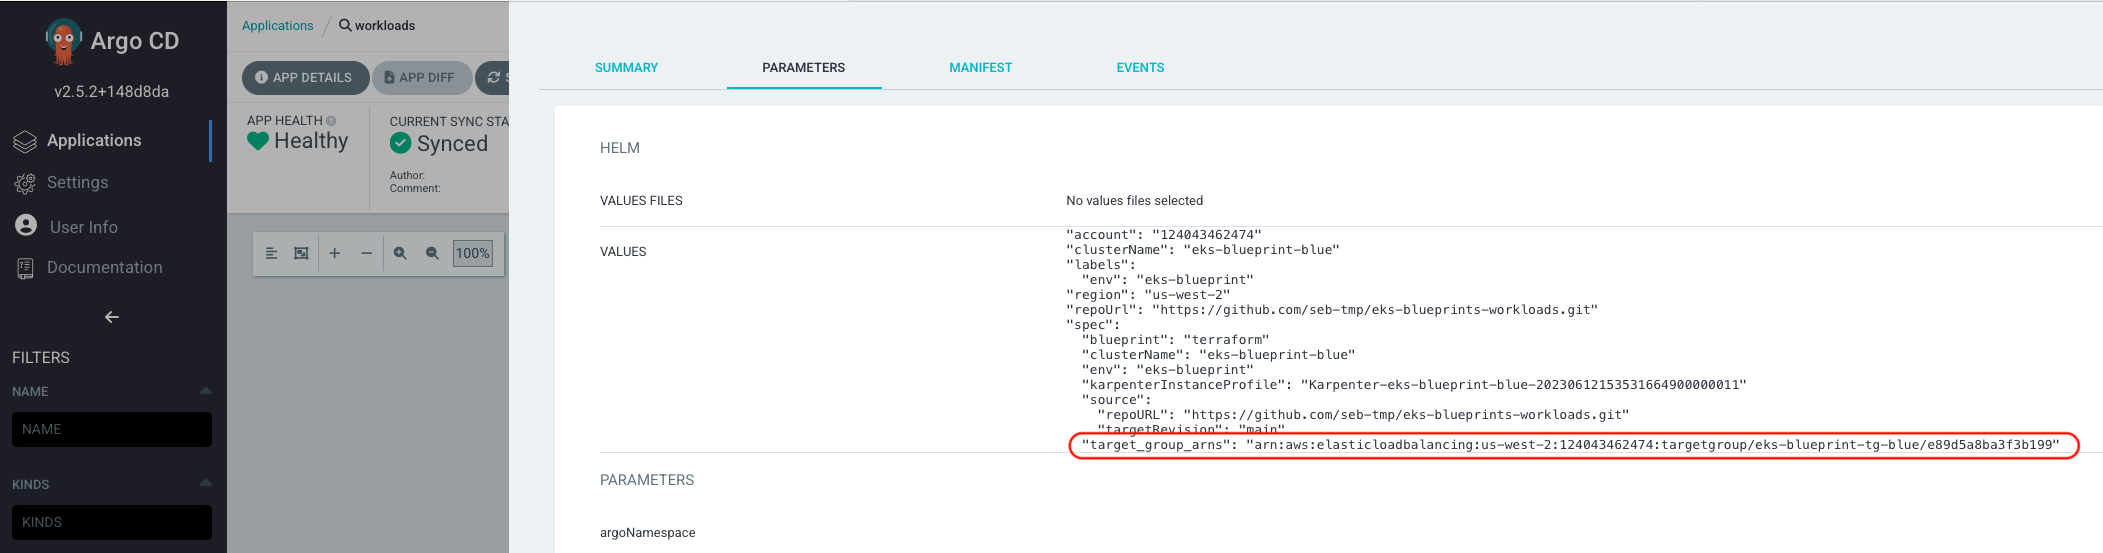 Argo CD
v2.5.2+148d8da
Applications
Settings
User Info
Documentation
FILTERS
NAME
NAME
KINDS
KINDS
Applications / workloads
APP DETAILS
APP DIFF
S
APP HEALTH
Healthy
CURRENT SYNC STA
Synced
Author:
Comment:
100%
SUMMARY
PARAMETERS
MANIFEST
EVENTS
HELM
VALUES FILES
No values files selected
VALUES
"account": "124043462474"
"clusterName": "eks-blueprint-blue"
"labels":
"env": "eks-blueprint"
"region": "us-west-2"
"repoUrl": "https://github.com/seb-tmp/eks-blueprints-workloads.git"
"spec":
"blueprint": "terraform"
"clusterName": "eks-blueprint-blue"
"env": "eks-blueprint"
"karpenterInstanceProfile": "Karpenter-eks-blueprint-blue-20230612153531664900000011"
"source":
"repoURL": "https://github.com/seb-tmp/eks-blueprints-workloads.git"
"targetRevision": "main"
"target_group_arns": "arn:aws:elasticloadbalancing:us-west-2:124043462474:targetgroup/eks-blueprint-tg-blue/e89d5a8ba3f3b199"
PARAMETERS
argoNamespace